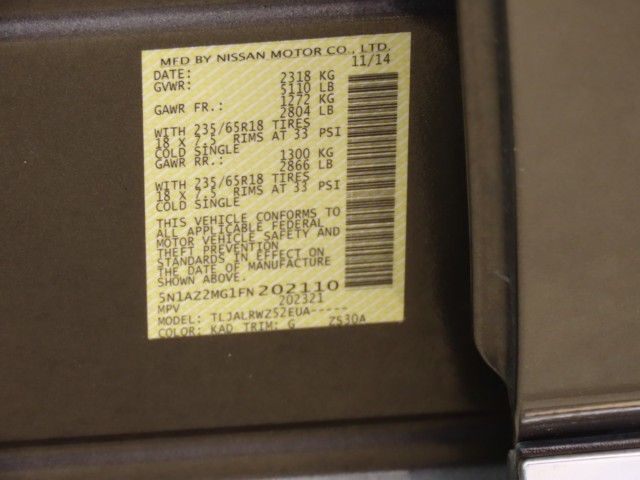 MFD BY NISSAN MOTOR CO., LTD.
DATE: 11/14
GVWR: 2318 KG
5110 LB
GAWR FR.: 1272 KG
2804 LB
WITH 235/65R18 TIRES
18 X 7.5 RIMS AT 33 PSI
COLD SINGLE
GAWR RR.: 1300 KG
2866 LB
WITH 235/65R18 TIRES
18 X 7.5 RIMS AT 33 PSI
COLD SINGLE
THIS VEHICLE CONFORMS TO
ALL APPLICABLE FEDERAL
MOTOR VEHICLE SAFETY AND
THEFT PREVENTION
STANDARDS IN EFFECT ON
THE DATE OF MANUFACTURE
SHOWN ABOVE.
5N1AZ2MG1FN202110
MPV 202321
MODEL: TLJALRWZ52EUA-----
COLOR: KAD TRIM: G Z530A